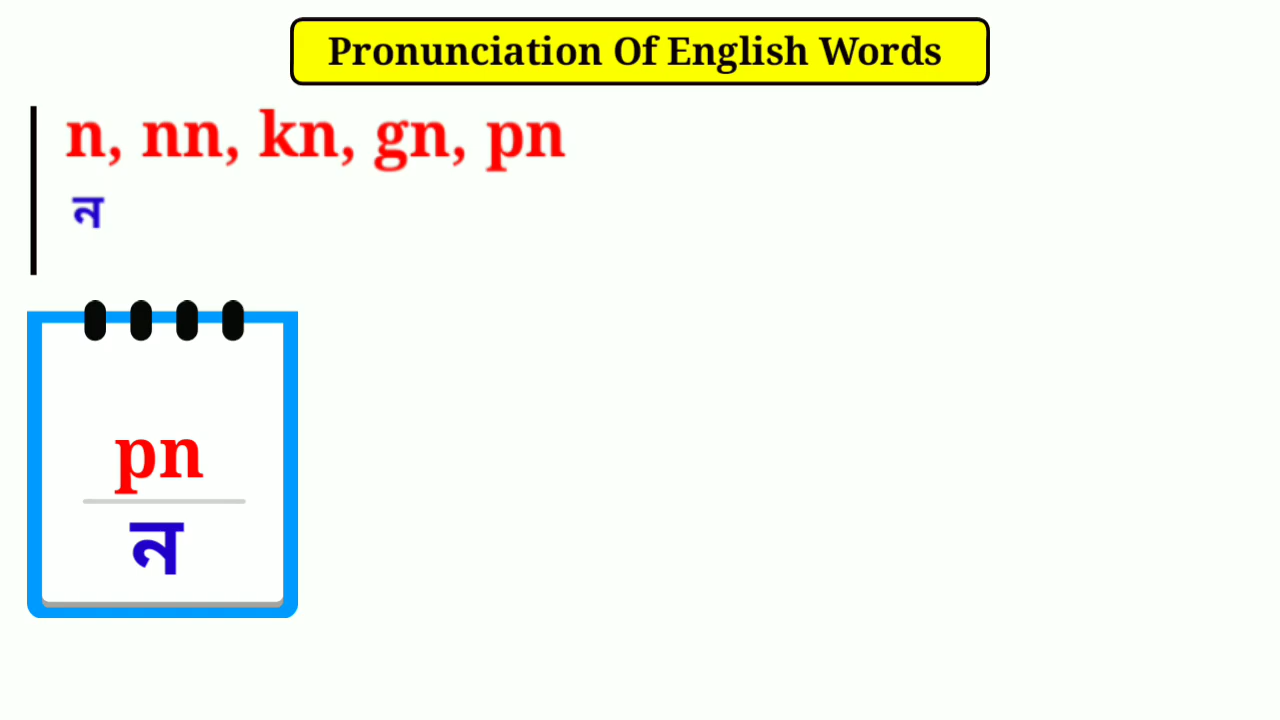 Pronunciation Of English Words
n, nn, kn, gn, pn
ন
pn
ন